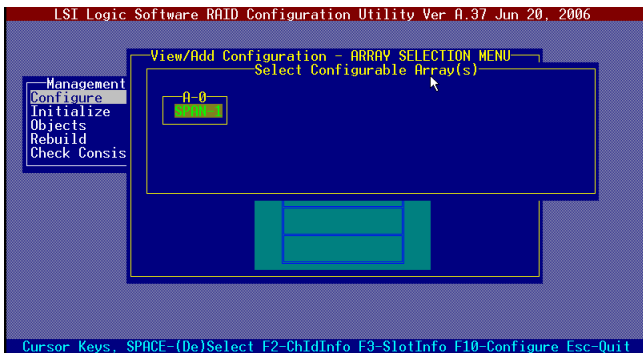 LSI Logic Software RAID Configuration Utility Ver A.37 Jun 20, 2006
View/Add Configuration - ARRAY SELECTION MENU
Select Configurable Array(s)
Management
Configure
Initialize
Objects
Rebuild
Check Consis
A-0
SPAN-1
Cursor Keys, SPACE-(De)Select F2-ChIdInfo F3-SlotInfo F10-Configure Esc-Quit